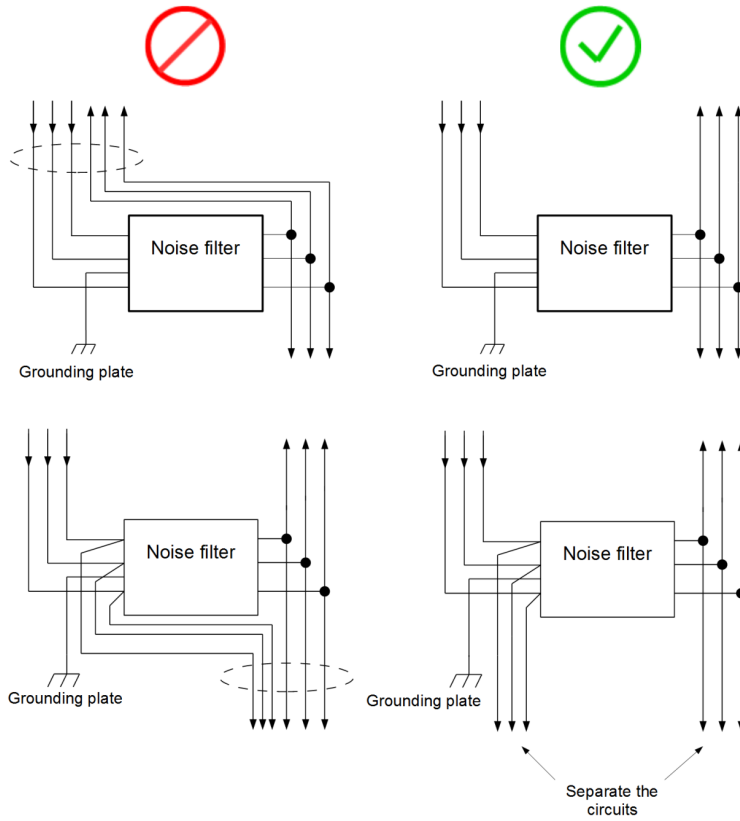 Noise filter
Grounding plate
Noise filter
Grounding plate
Noise filter
Grounding plate
Noise filter
Grounding plate
Separate the
circuits